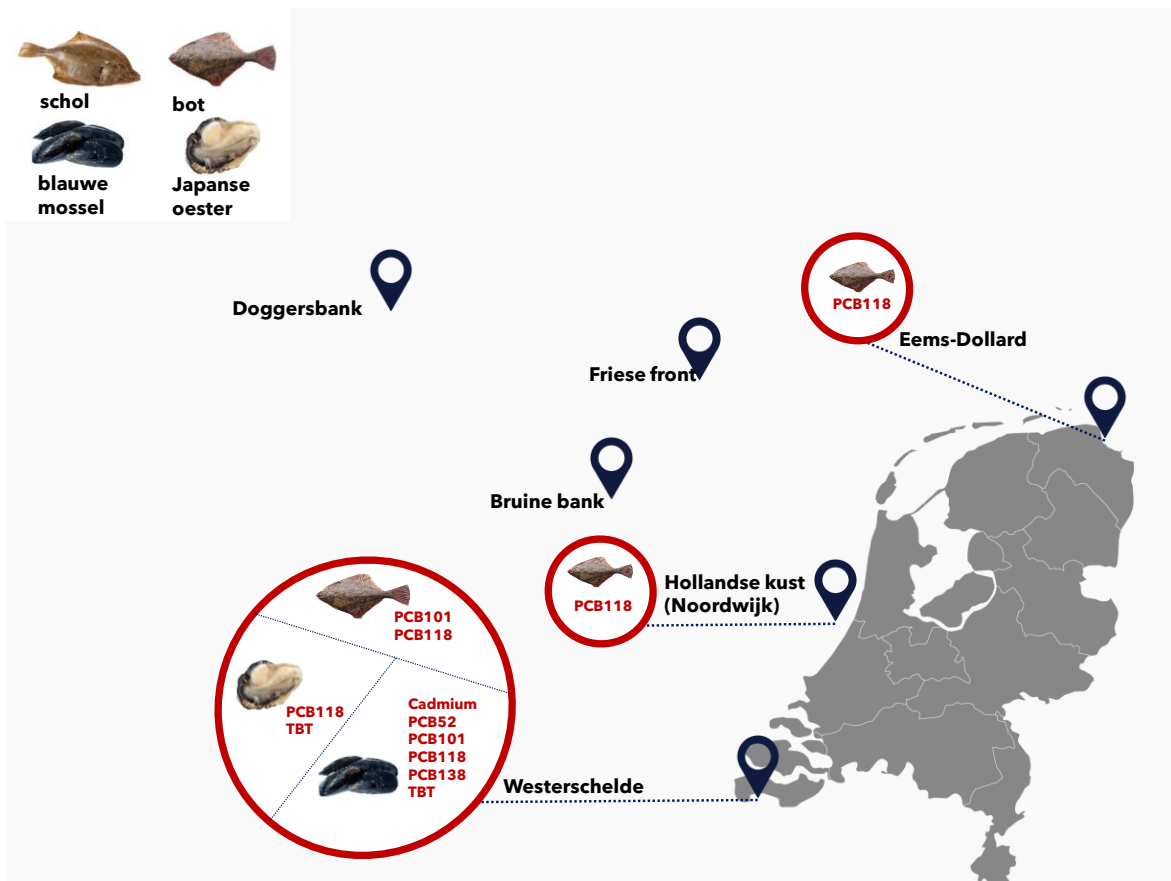 schol
bot
blauwe
mossel
Japanse
oester
Doggersbank
PCB118
Eems-Dollard
Friese front
Bruine bank
PCB118
Hollandse kust
(Noordwijk)
PCB101
PCB118
PCB118
TBT
Cadmium
PCB52
PCB101
PCB118
PCB138
TBT
Westerschelde